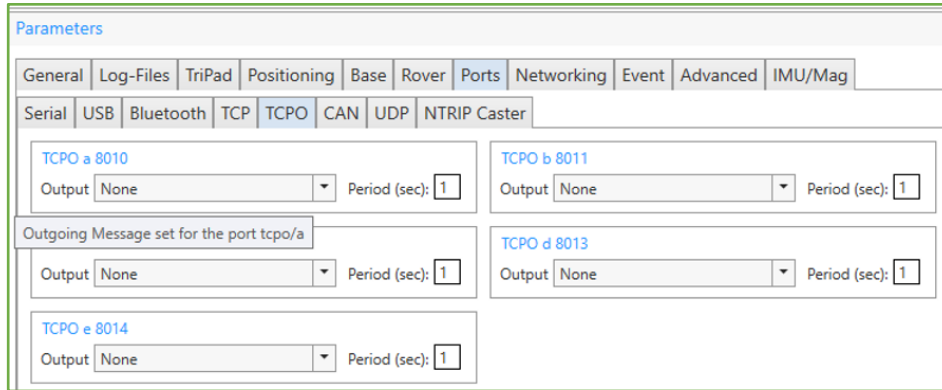 Parameters
General Log-Files TriPad Positioning Base Rover Ports Networking Event Advanced IMU/Mag
Serial USB Bluetooth TCP TCPO CAN UDP NTRIP Caster
TCPO a 8010
Output None Period (sec): 1
TCPO b 8011
Output None Period (sec): 1
Outgoing Message set for the port tcpo/a
Output None Period (sec): 1
TCPO d 8013
Output None Period (sec): 1
TCPO e 8014
Output None Period (sec): 1